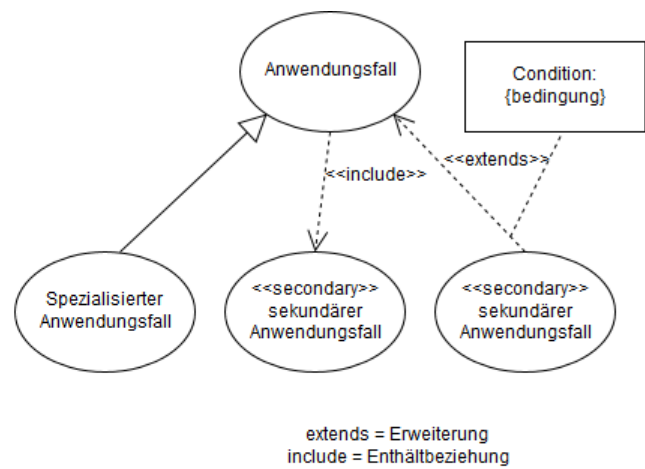 Anwendungsfall
Condition:
{bedingung}
<<extends>>
<<include>>
Spezialisierter
Anwendungsfall
<<secondary>>
sekundärer
Anwendungsfall
<<secondary>>
sekundärer
Anwendungsfall
extends = Erweiterung
include = Enthältbeziehung